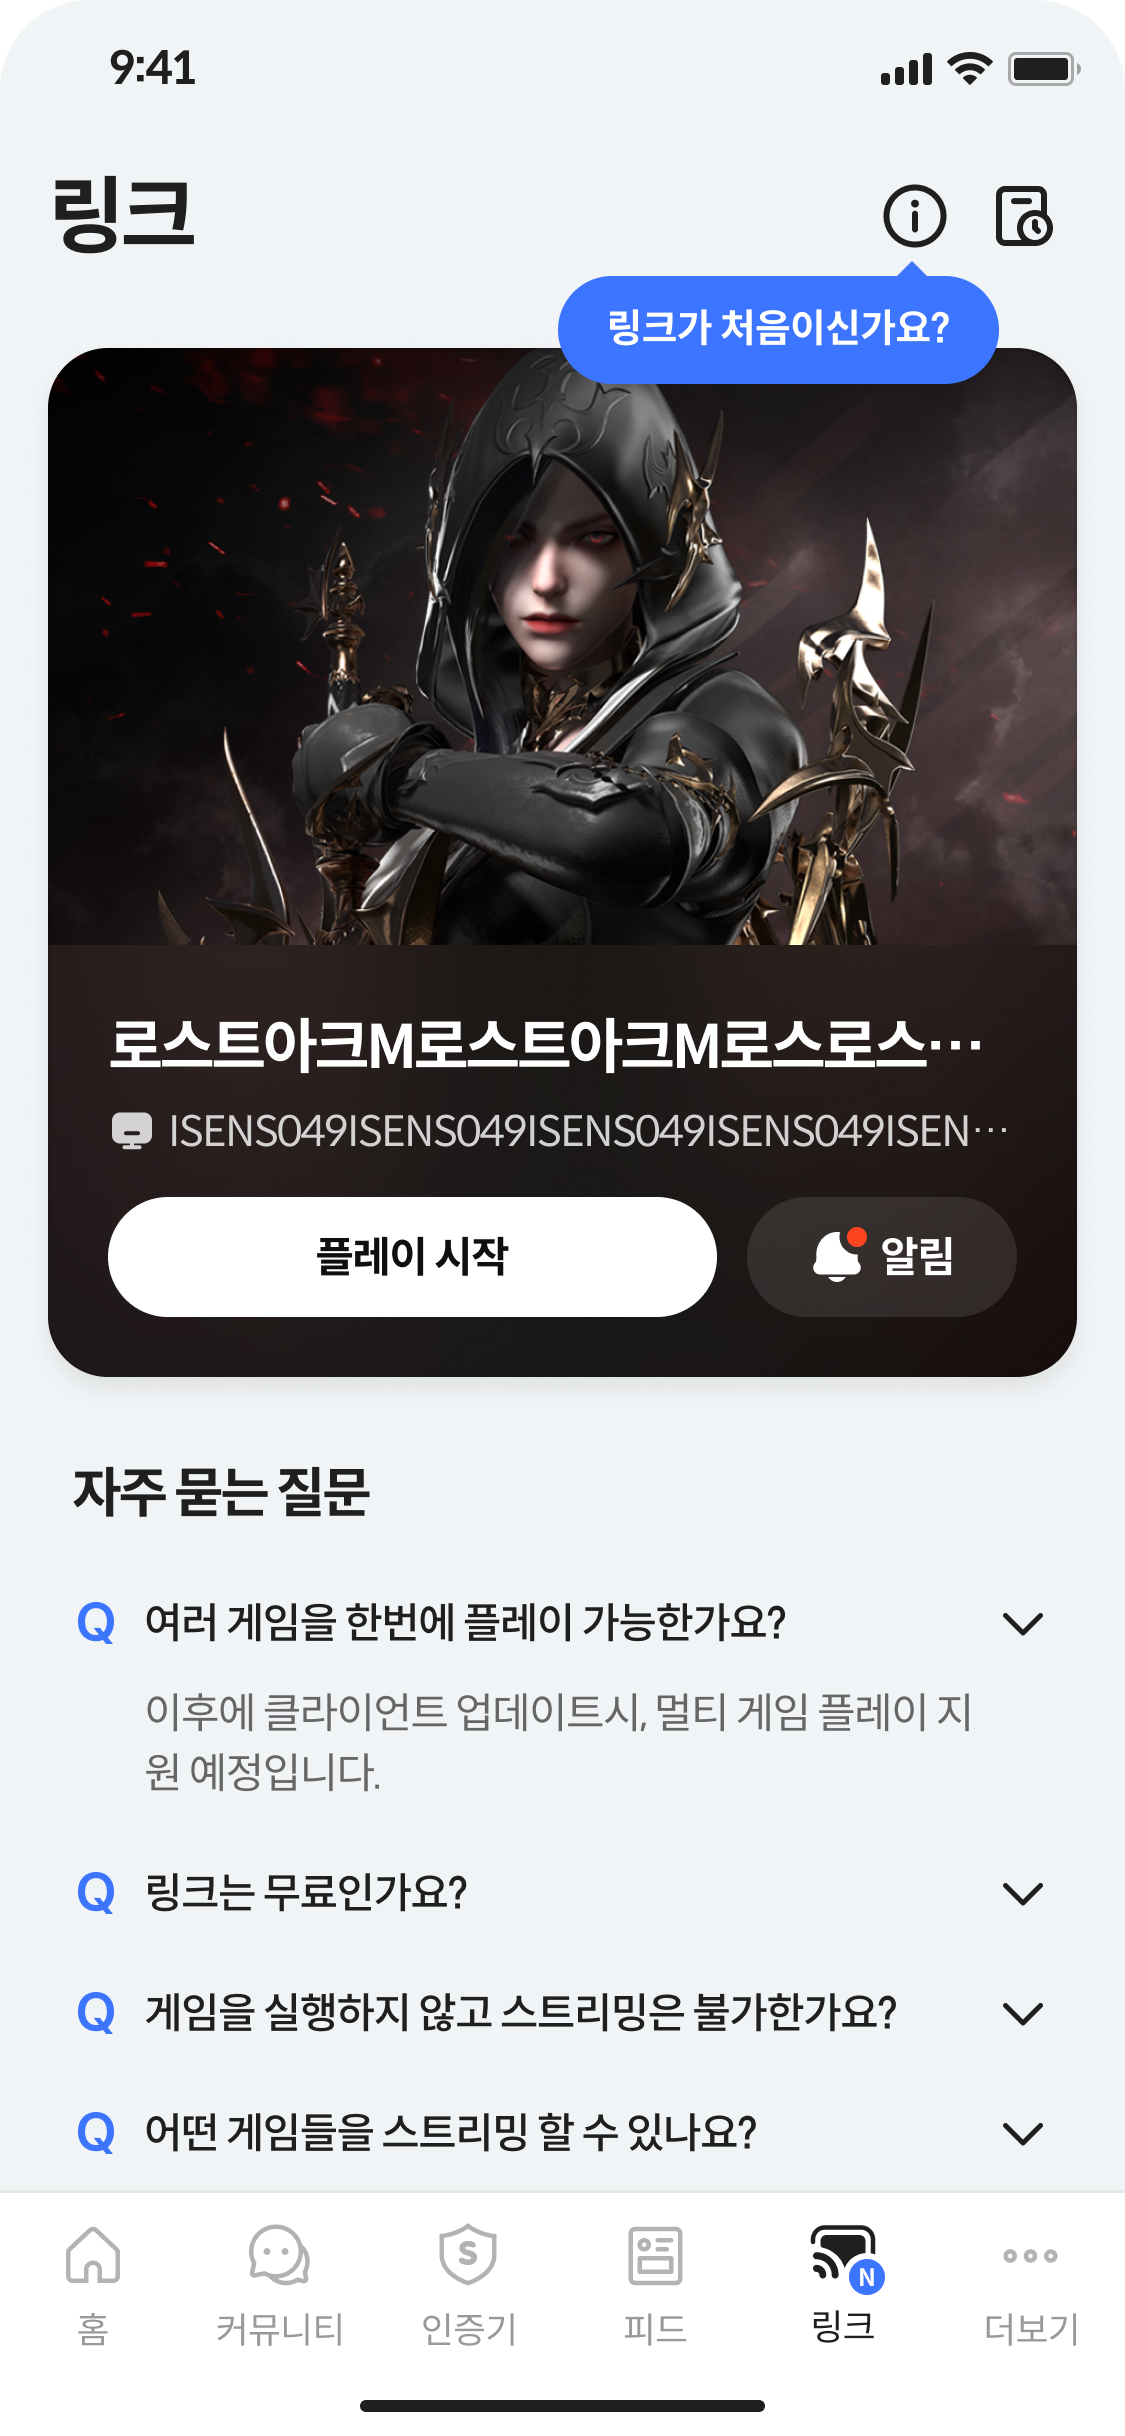 9:41
링크
링크가 처음이신가요?
로스트아크M로스트아크M로스로스···
ISENS049ISENS049ISENS049ISENS049ISEN···
플레이 시작
알림
자주 묻는 질문
Q 여러 게임을 한번에 플레이 가능한가요?
이후에 클라이언트 업데이트시, 멀티 게임 플레이 지
원 예정입니다.
Q 링크는 무료인가요?
Q 게임을 실행하지 않고 스트리밍은 불가한가요?
Q 어떤 게임들을 스트리밍 할 수 있나요?
S
N
홈 커뮤니티 인증기 피드 링크 더보기